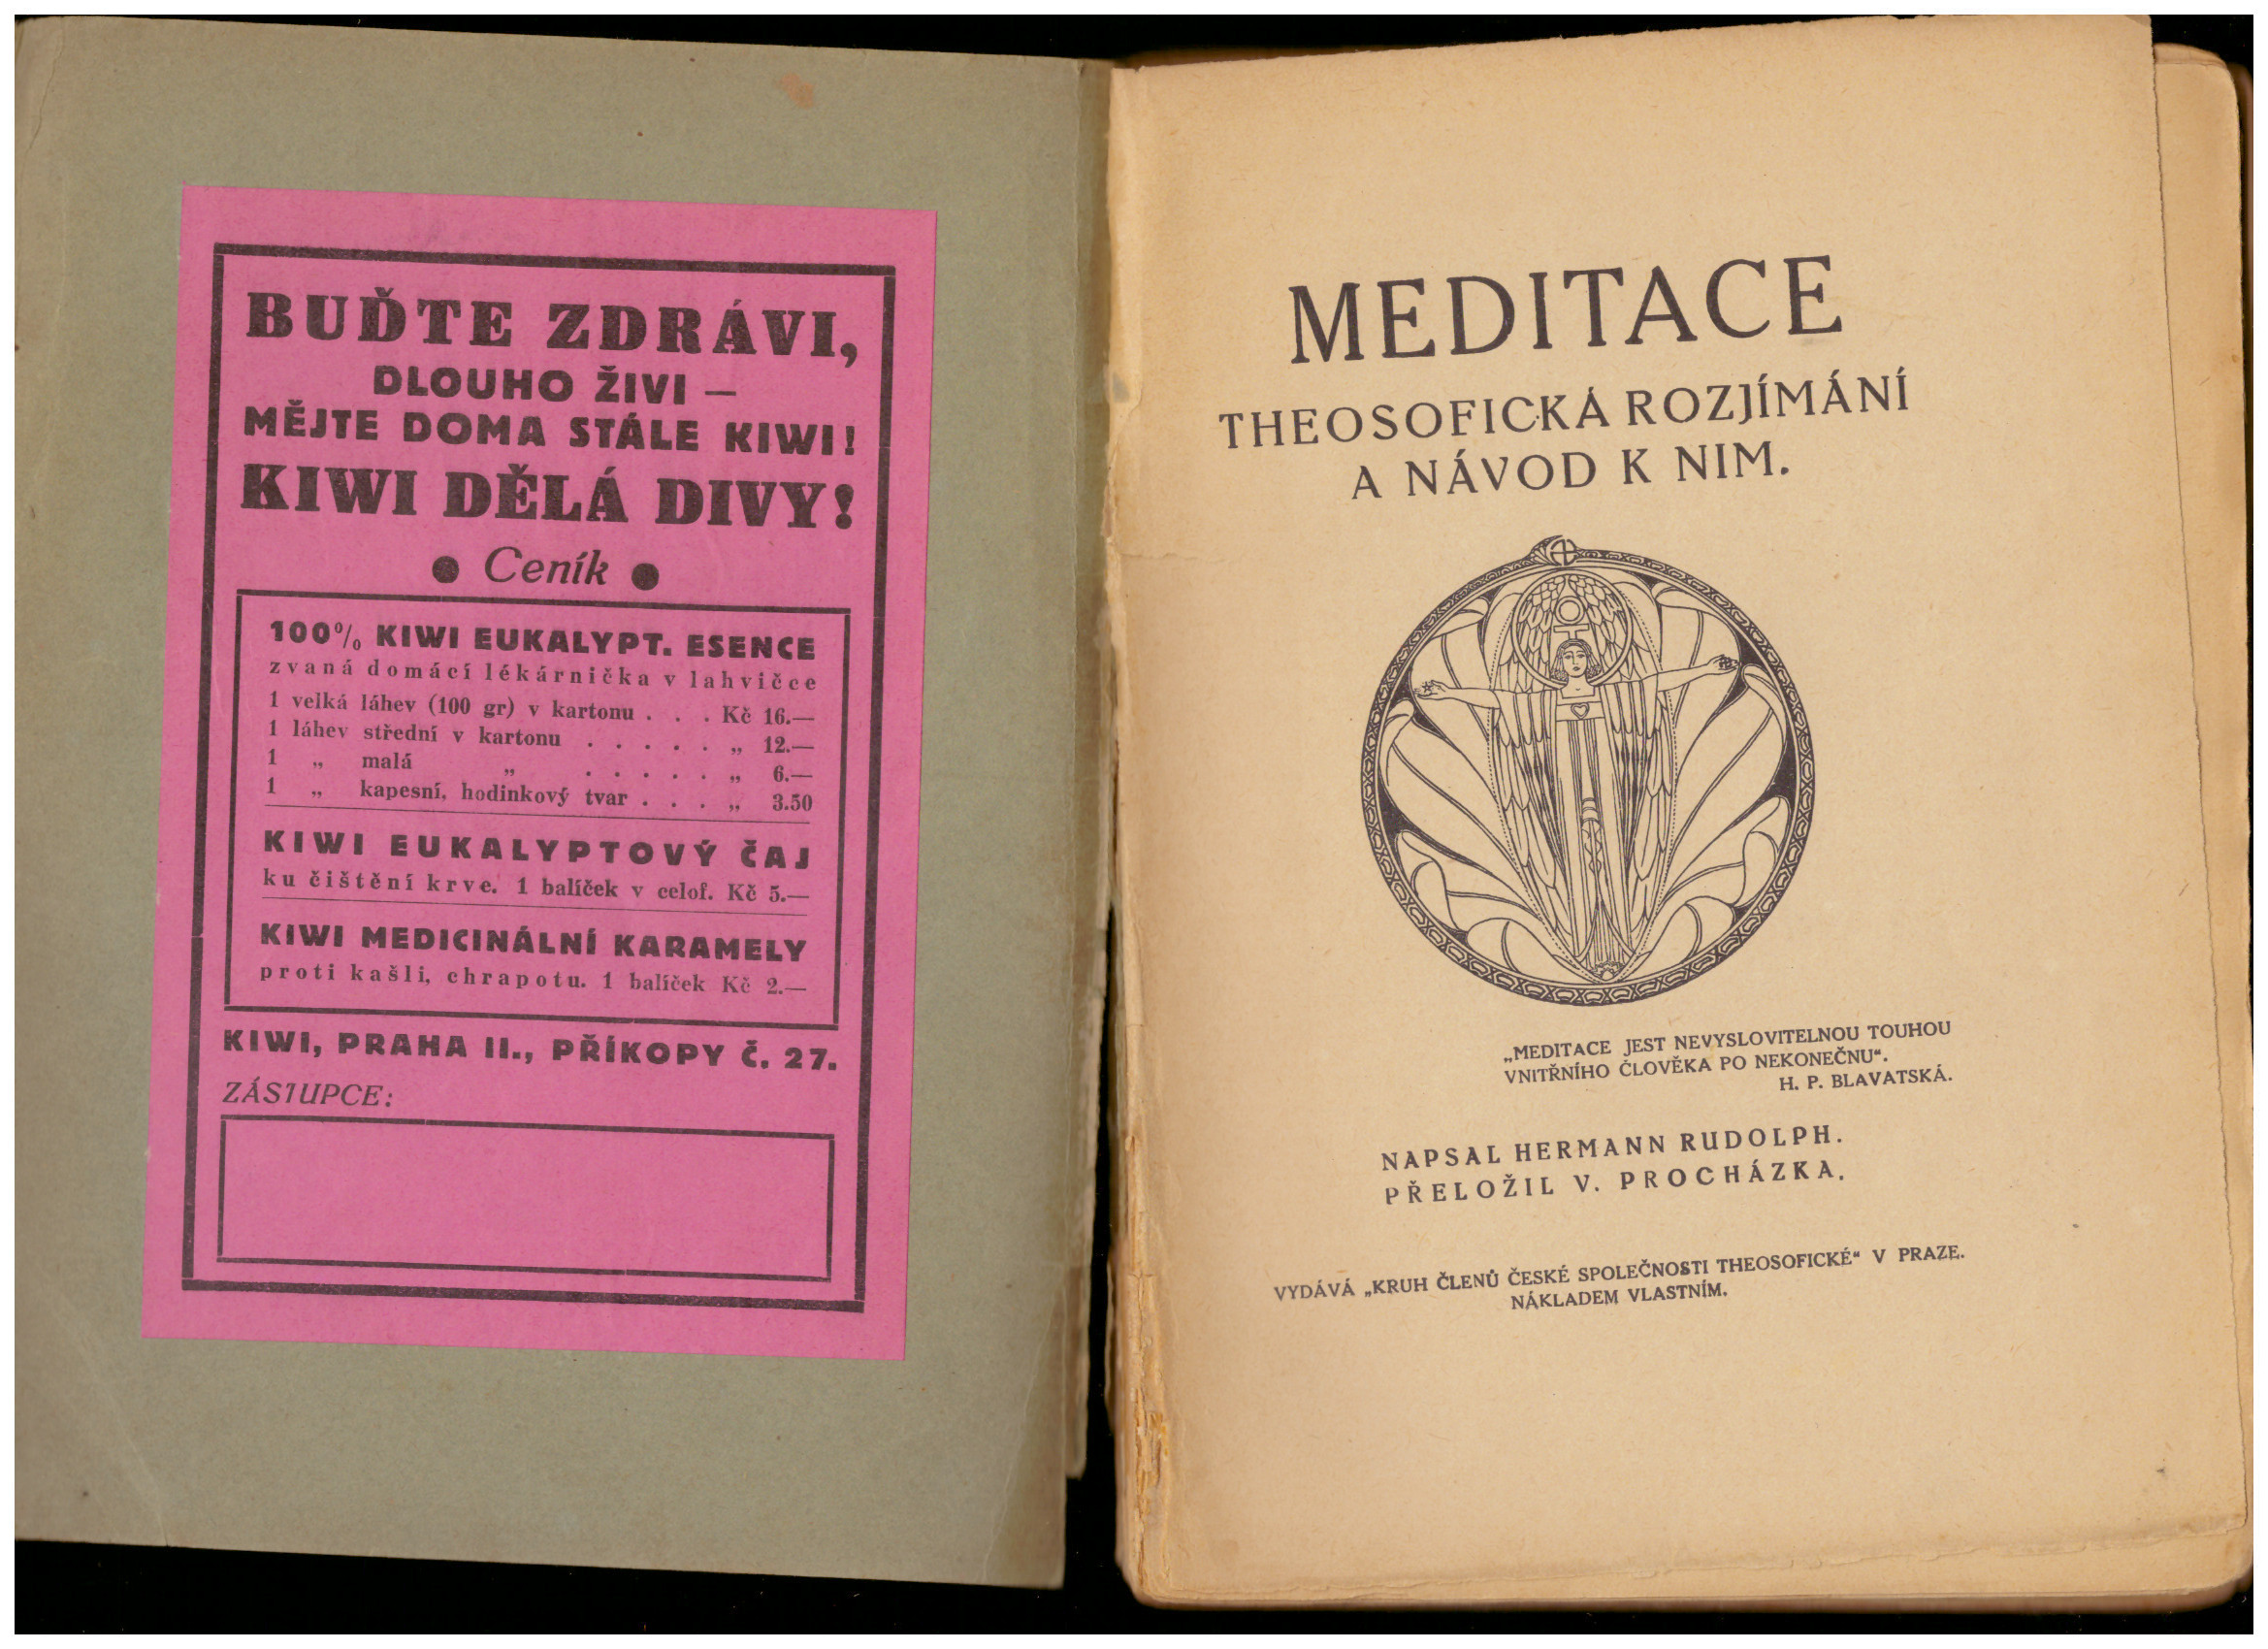 BUĎTE ZDRÁVI,
DLOUHO ŽIVI —
MĚJTE DOMA STÁLE KIWI!
KIWI DĚLÁ DIVY!
● Ceník ●
100% KIWI EUKALYPT. ESENCE
zvaná domácí lékárnička v lahvičce
1 velká láhev (100 gr) v kartonu . . . Kč 16.—
1 láhev střední v kartonu . . . . . „ 12.—
1 „ malá „ . . . . . „ 6.—
1 „ kapesní, hodinkový tvar . . . „ 3.50
KIWI EUKALYPTOVÝ ČAJ
ku čištění krve. 1 balíček v celof. Kč 5.—
KIWI MEDICINÁLNÍ KARAMELY
proti kašli, chrapotu. 1 balíček Kč 2.—
KIWI, PRAHA II., PŘÍKOPY Č. 27.
ZÁSTUPCE:
MEDITACE
THEOSOFICKÁ ROZJÍMÁNÍ
A NÁVOD K NIM.
„MEDITACE JEST NEVYSLOVITELNOU TOUHOU
VNITŘNÍHO ČLOVĚKA PO NEKONEČNU“.
H. P. BLAVATSKÁ.
NAPSAL HERMANN RUDOLPH.
PŘELOŽIL V. PROCHÁZKA.
VYDÁVÁ „KRUH ČLENŮ ČESKÉ SPOLEČNOSTI THEOSOFICKÉ“ V PRAZE.
NÁKLADEM VLASTNÍM.